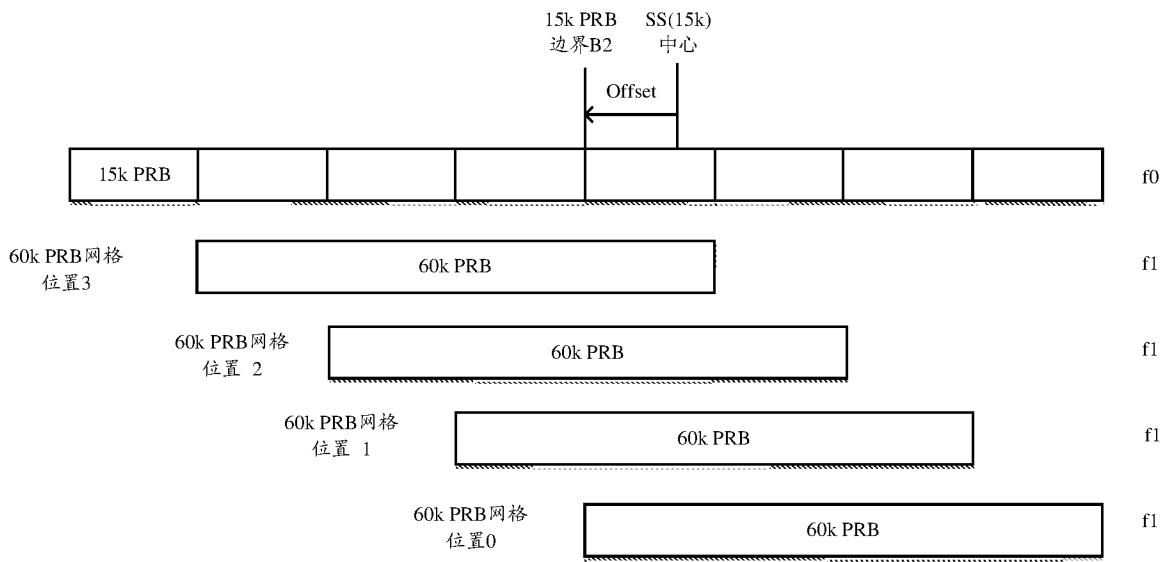 15k PRB
边界B2
SS(15k)
中心
Offset
15k PRB
f0
60k PRB网格
位置3
60k PRB
f1
60k PRB网格
位置 2
60k PRB
f1
60k PRB网格
位置 1
60k PRB
f1
60k PRB网格
位置0
60k PRB
f1